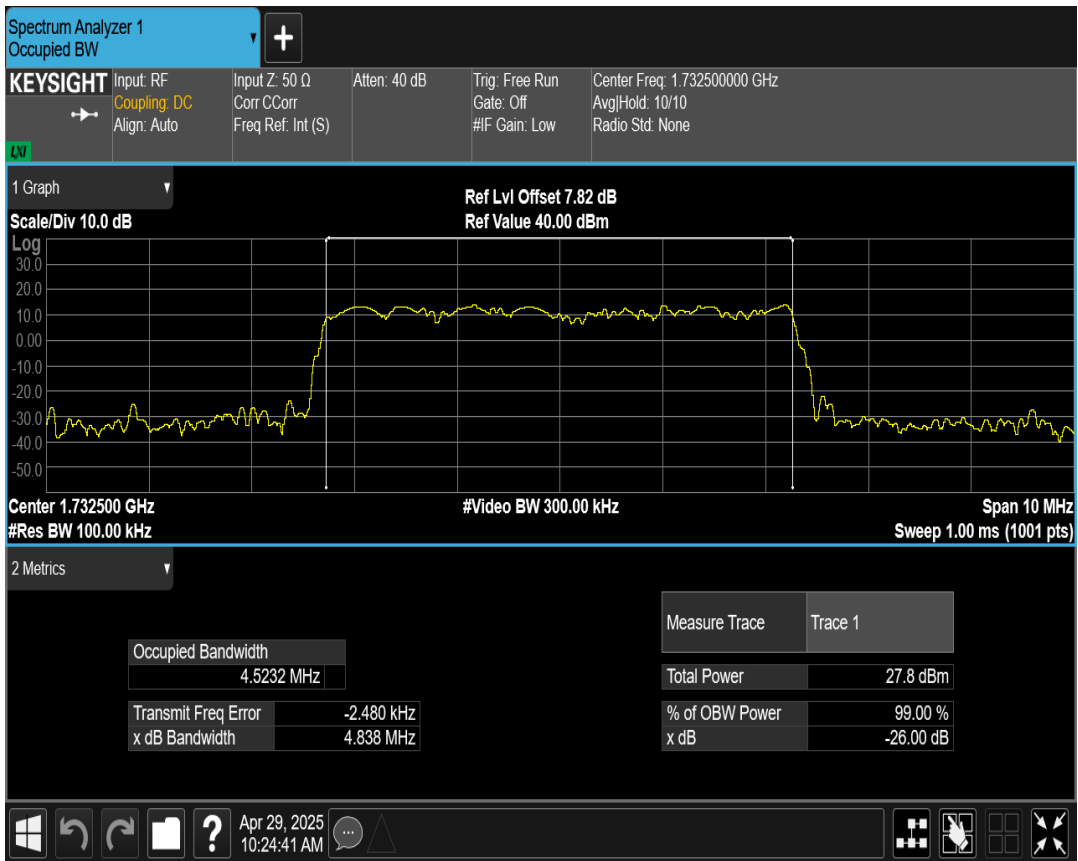 Spectrum Analyzer 1
Occupied BW
KEYSIGHT
LXI
Input: RF
Coupling: DC
Align: Auto
Input Z: 50 Ω
Corr CCorr
Freq Ref: Int (S)
Atten: 40 dB
Trig: Free Run
Gate: Off
#IF Gain: Low
Center Freq: 1.732500000 GHz
Avg|Hold: 10/10
Radio Std: None
1 Graph
Scale/Div 10.0 dB
Ref Lvl Offset 7.82 dB
Ref Value 40.00 dBm
Log
30.0
20.0
10.0
0.00
-10.0
-20.0
-30.0
-40.0
-50.0
Center 1.732500 GHz
#Video BW 300.00 kHz
Span 10 MHz
#Res BW 100.00 kHz
Sweep 1.00 ms (1001 pts)
2 Metrics
Measure Trace Trace 1
Occupied Bandwidth
4.5232 MHz
Total Power 27.8 dBm
Transmit Freq Error -2.480 kHz
% of OBW Power 99.00 %
x dB Bandwidth 4.838 MHz
x dB -26.00 dB
Apr 29, 2025
10:24:41 AM